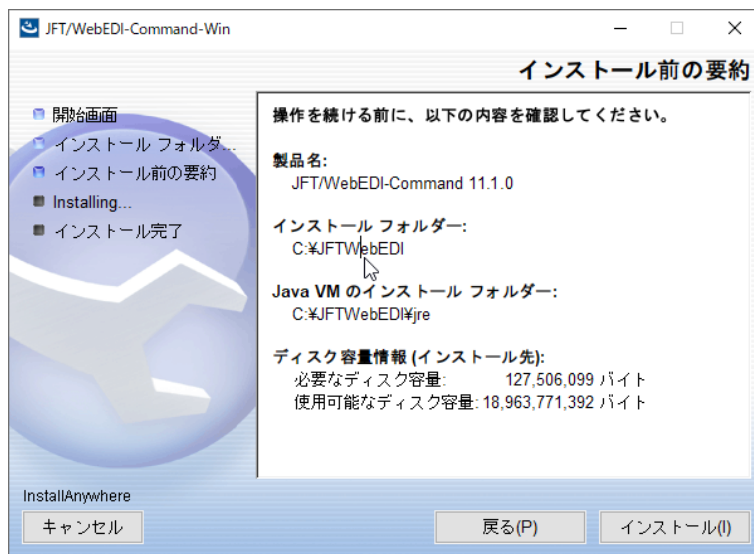 JFT/WebEDI-Command-Win
インストール前の要約
開始画面
インストール フォルダ...
インストール前の要約
Installing...
インストール完了
操作を続ける前に、以下の内容を確認してください。
製品名:
JFT/WebEDI-Command 11.1.0
インストール フォルダー:
C:¥JFTWebEDI
Java VM のインストール フォルダー:
C:¥JFTWebEDI¥jre
ディスク容量情報 (インストール先):
必要なディスク容量: 127,506,099 バイト
使用可能なディスク容量: 18,963,771,392 バイト
InstallAnywhere
キャンセル
戻る(P)
インストール(I)